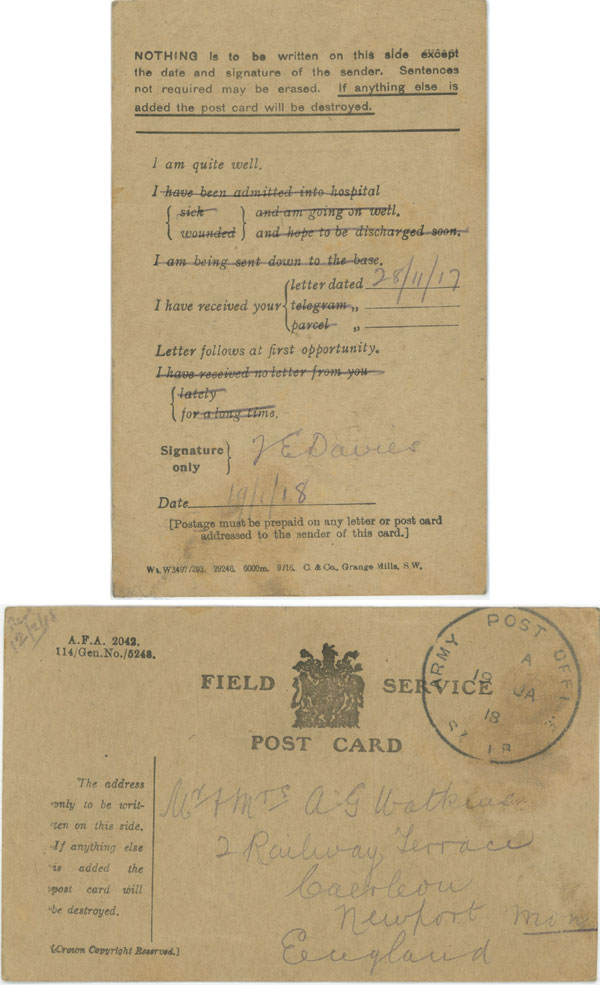 NOTHING is to be written on this side except
the date and signature of the sender. Sentences
not required may be erased. If anything else is
added the post card will be destroyed.
I am quite well.
I have been admitted into hospital
sick and am going on well.
wounded and hope to be discharged soon.
I am being sent down to the base.
letter dated 28/11/17
I have received your telegram „
parcel „
Letter follows at first opportunity.
I have received no letter from you
lately
for a long time.
Signature only
J E Davies
Date 19/1/18
[Postage must be prepaid on any letter or post card
addressed to the sender of this card.]
Wt. W3497/293. 29246. 6000m. 9/16. C. & Co., Grange Mills, S.W.
12/2/18
A.F.A. 2042.
114/Gen.No./5248.
FIELD SERVICE
POST CARD
ARMY POST OFFICE
A
19 JA
18
The address
only to be writ-
ten on this side.
If anything else
is added the
post card will
be destroyed.
[Crown Copyright Reserved.]
Mr & Mrs A G Watkins
2 Railway Terrace
Caerleon
Newport Mon
England